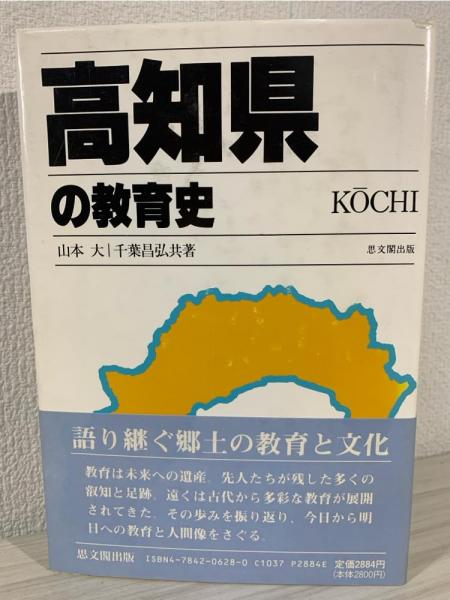 高知県
の教育史
KŌCHI
山本 大|千葉昌弘共著
思文閣出版
語り継ぐ郷土の教育と文化
教育は未来への遺産。先人たちが残した多くの
叡知と足跡。遠くは古代から多彩な教育が展開
されてきた。その歩みを振り返り、今日から明
日への教育と人間像をさぐる。
思文閣出版 ISBN4-7842-0628-0 C1037 P2884E 定価2884円
(本体2800円)